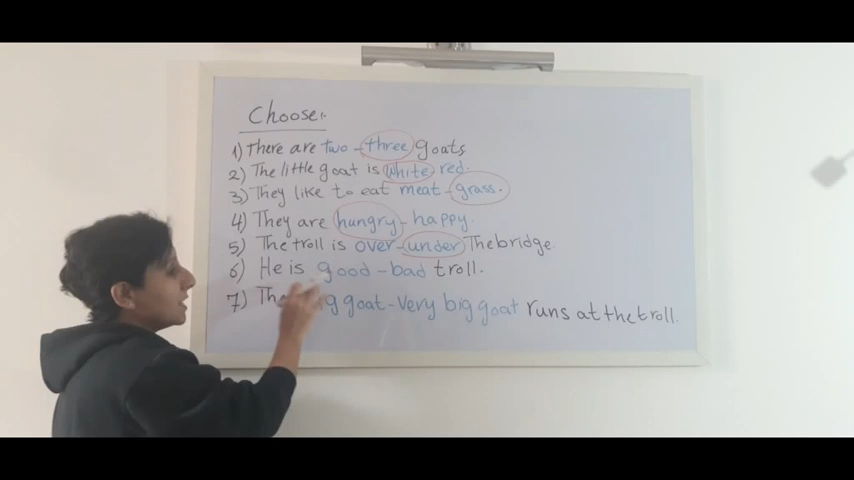 Choose:
1) There are two - three goats
2) The little goat is white - red.
3) They like to eat meat - grass.
4) They are hungry - happy.
5) The troll is over - under The bridge.
6) He is good - bad troll.
7) goat - Very big goat runs at the troll.